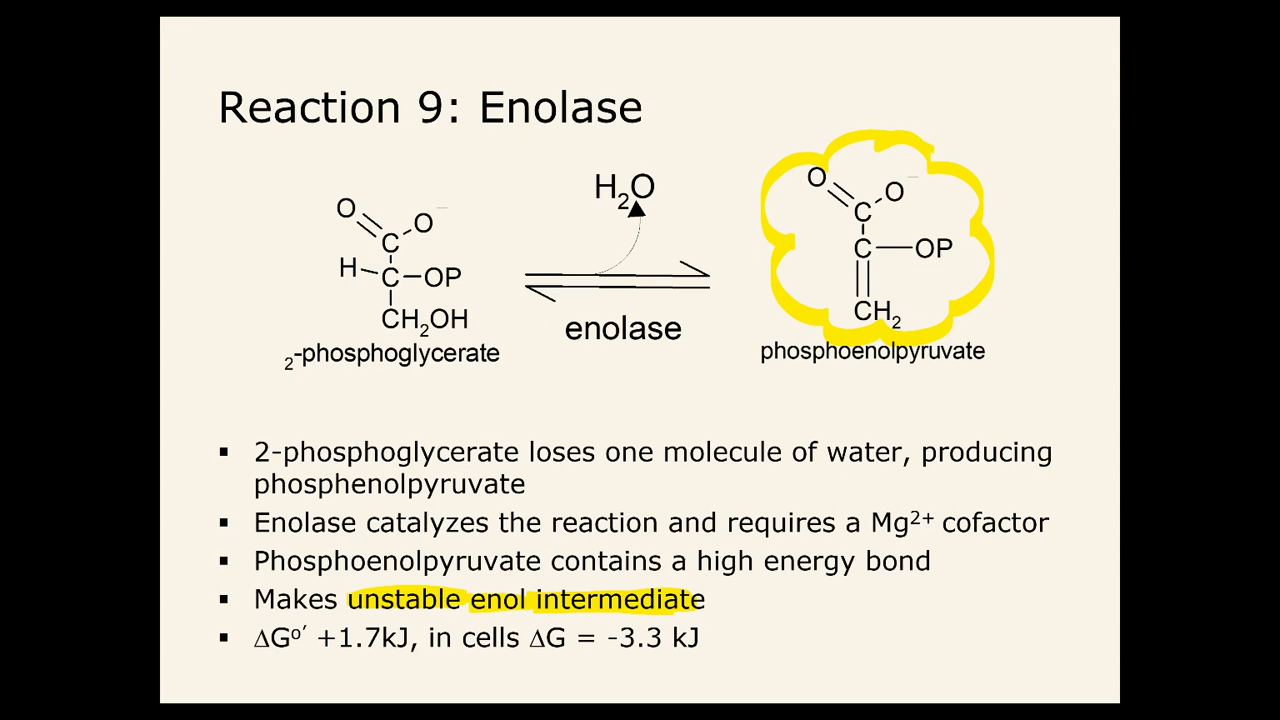 Reaction 9: Enolase
H₂O
O
O⁻
C
H
C
OP
CH₂OH
₂-phosphoglycerate
enolase
O
O⁻
C
C
OP
CH₂
phosphoenolpyruvate
▪ 2-phosphoglycerate loses one molecule of water, producing
phosphenolpyruvate
▪ Enolase catalyzes the reaction and requires a Mg²⁺ cofactor
▪ Phosphoenolpyruvate contains a high energy bond
▪ Makes unstable enol intermediate
▪ ΔGº′ +1.7kJ, in cells ΔG = -3.3 kJ